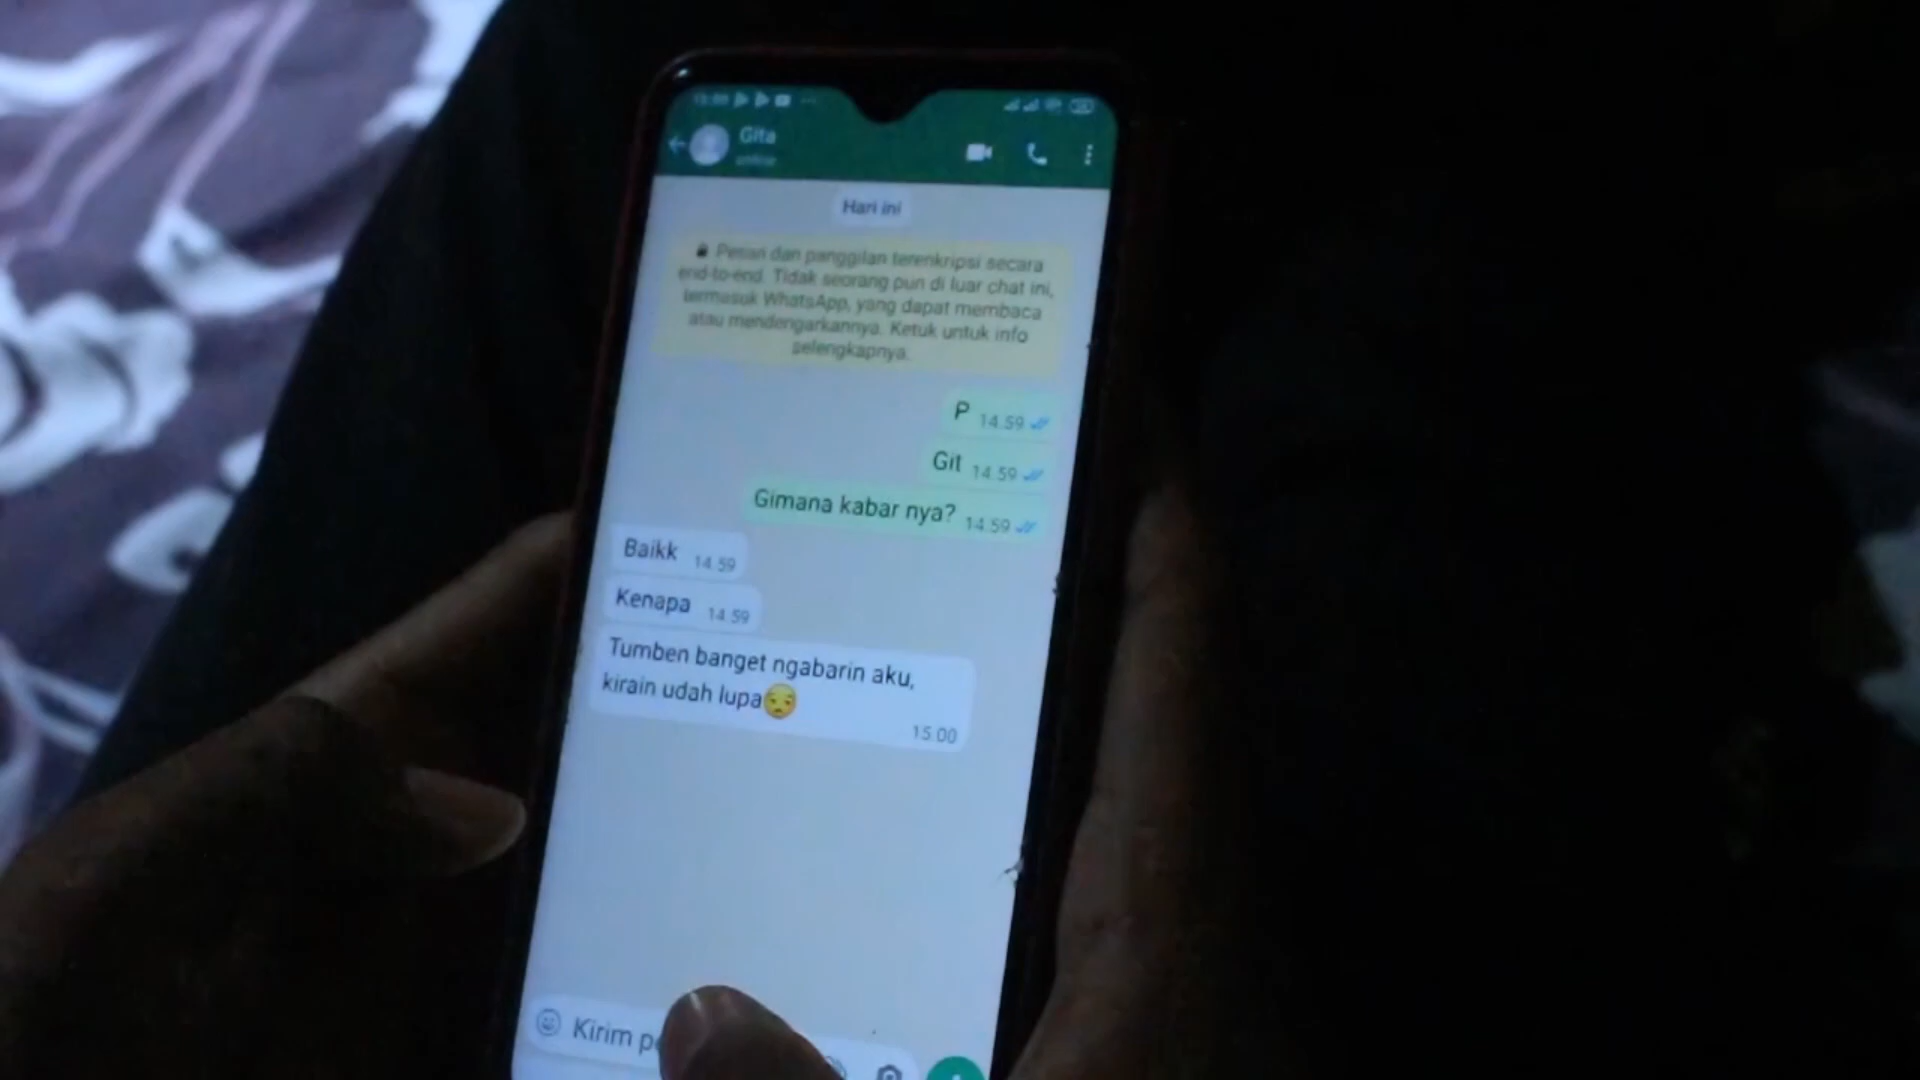 Gita
online
Hari ini
Pesan dan panggilan terenkripsi secara
end-to-end. Tidak seorang pun di luar chat ini,
termasuk WhatsApp, yang dapat membaca
atau mendengarkannya. Ketuk untuk info
selengkapnya.
P 14.59
Git 14.59
Gimana kabar nya? 14.59
Baikk 14.59
Kenapa 14.59
Tumben banget ngabarin aku,
kirain udah lupa😒
15.00
Kirim